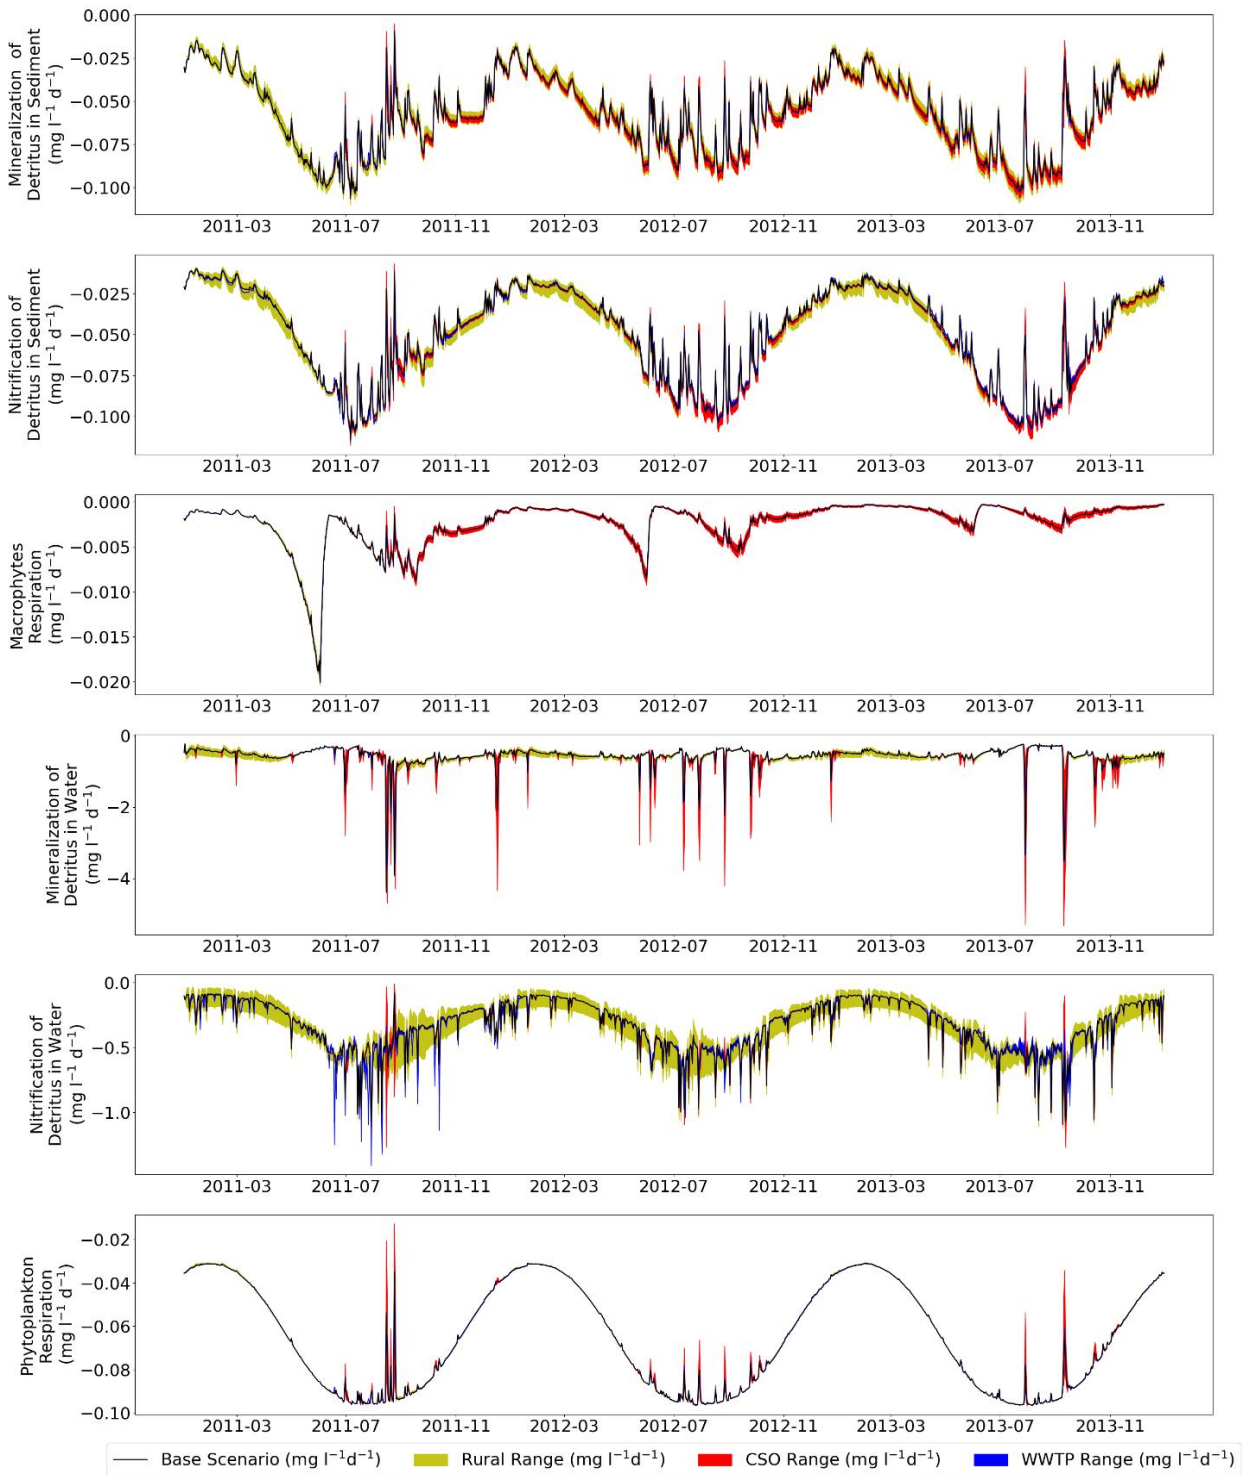 Mineralization of
Detritus in Sediment
(mg l⁻¹ d⁻¹)
0.000
−0.025
−0.050
−0.075
−0.100
2011-03 2011-07 2011-11 2012-03 2012-07 2012-11 2013-03 2013-07 2013-11
Nitrification of
Detritus in Sediment
(mg l⁻¹ d⁻¹)
−0.025
−0.050
−0.075
−0.100
2011-03 2011-07 2011-11 2012-03 2012-07 2012-11 2013-03 2013-07 2013-11
Macrophytes
Respiration
(mg l⁻¹ d⁻¹)
0.000
−0.005
−0.010
−0.015
−0.020
2011-03 2011-07 2011-11 2012-03 2012-07 2012-11 2013-03 2013-07 2013-11
Mineralization of
Detritus in Water
(mg l⁻¹ d⁻¹)
0
−2
−4
2011-03 2011-07 2011-11 2012-03 2012-07 2012-11 2013-03 2013-07 2013-11
Nitrification of
Detritus in Water
(mg l⁻¹ d⁻¹)
0.0
−0.5
−1.0
2011-03 2011-07 2011-11 2012-03 2012-07 2012-11 2013-03 2013-07 2013-11
Phytoplankton
Respiration
(mg l⁻¹ d⁻¹)
−0.02
−0.04
−0.06
−0.08
−0.10
2011-03 2011-07 2011-11 2012-03 2012-07 2012-11 2013-03 2013-07 2013-11
Base Scenario (mg l⁻¹d⁻¹) Rural Range (mg l⁻¹d⁻¹) CSO Range (mg l⁻¹d⁻¹) WWTP Range (mg l⁻¹d⁻¹)